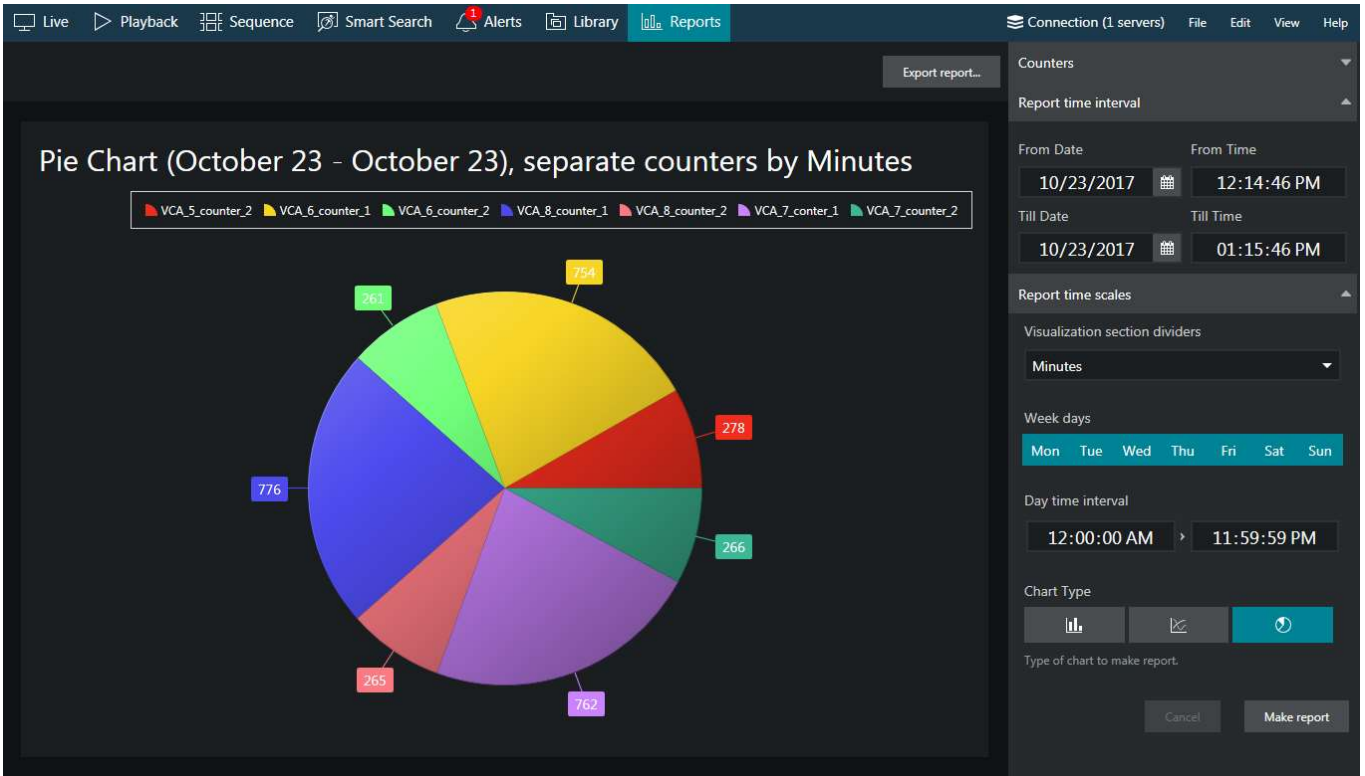 Live Playback Sequence Smart Search 1 Alerts Library Reports Connection (1 servers) File Edit View Help
Export report...
Pie Chart (October 23 - October 23), separate counters by Minutes
VCA_5_counter_2 VCA_6_counter_1 VCA_6_counter_2 VCA_8_counter_1 VCA_8_counter_2 VCA_7_conter_1 VCA_7_counter_2
754
261
278
776
266
265
762
Counters
Report time interval
From Date From Time
10/23/2017 12:14:46 PM
Till Date Till Time
10/23/2017 01:15:46 PM
Report time scales
Visualization section dividers
Minutes
Week days
Mon Tue Wed Thu Fri Sat Sun
Day time interval
12:00:00 AM › 11:59:59 PM
Chart Type
Type of chart to make report.
Cancel Make report